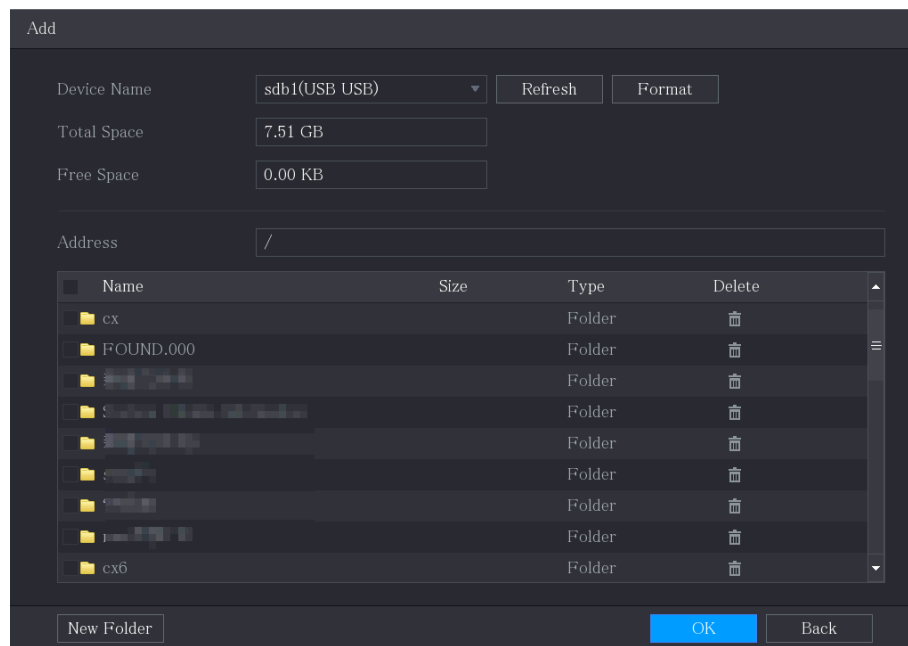 Add
Device Name sdb1(USB USB) Refresh Format
Total Space 7.51 GB
Free Space 0.00 KB
Address /
Name Size Type Delete
cx Folder
FOUND.000 Folder
Folder
Folder
Folder
Folder
Folder
Folder
cx6 Folder
New Folder OK Back